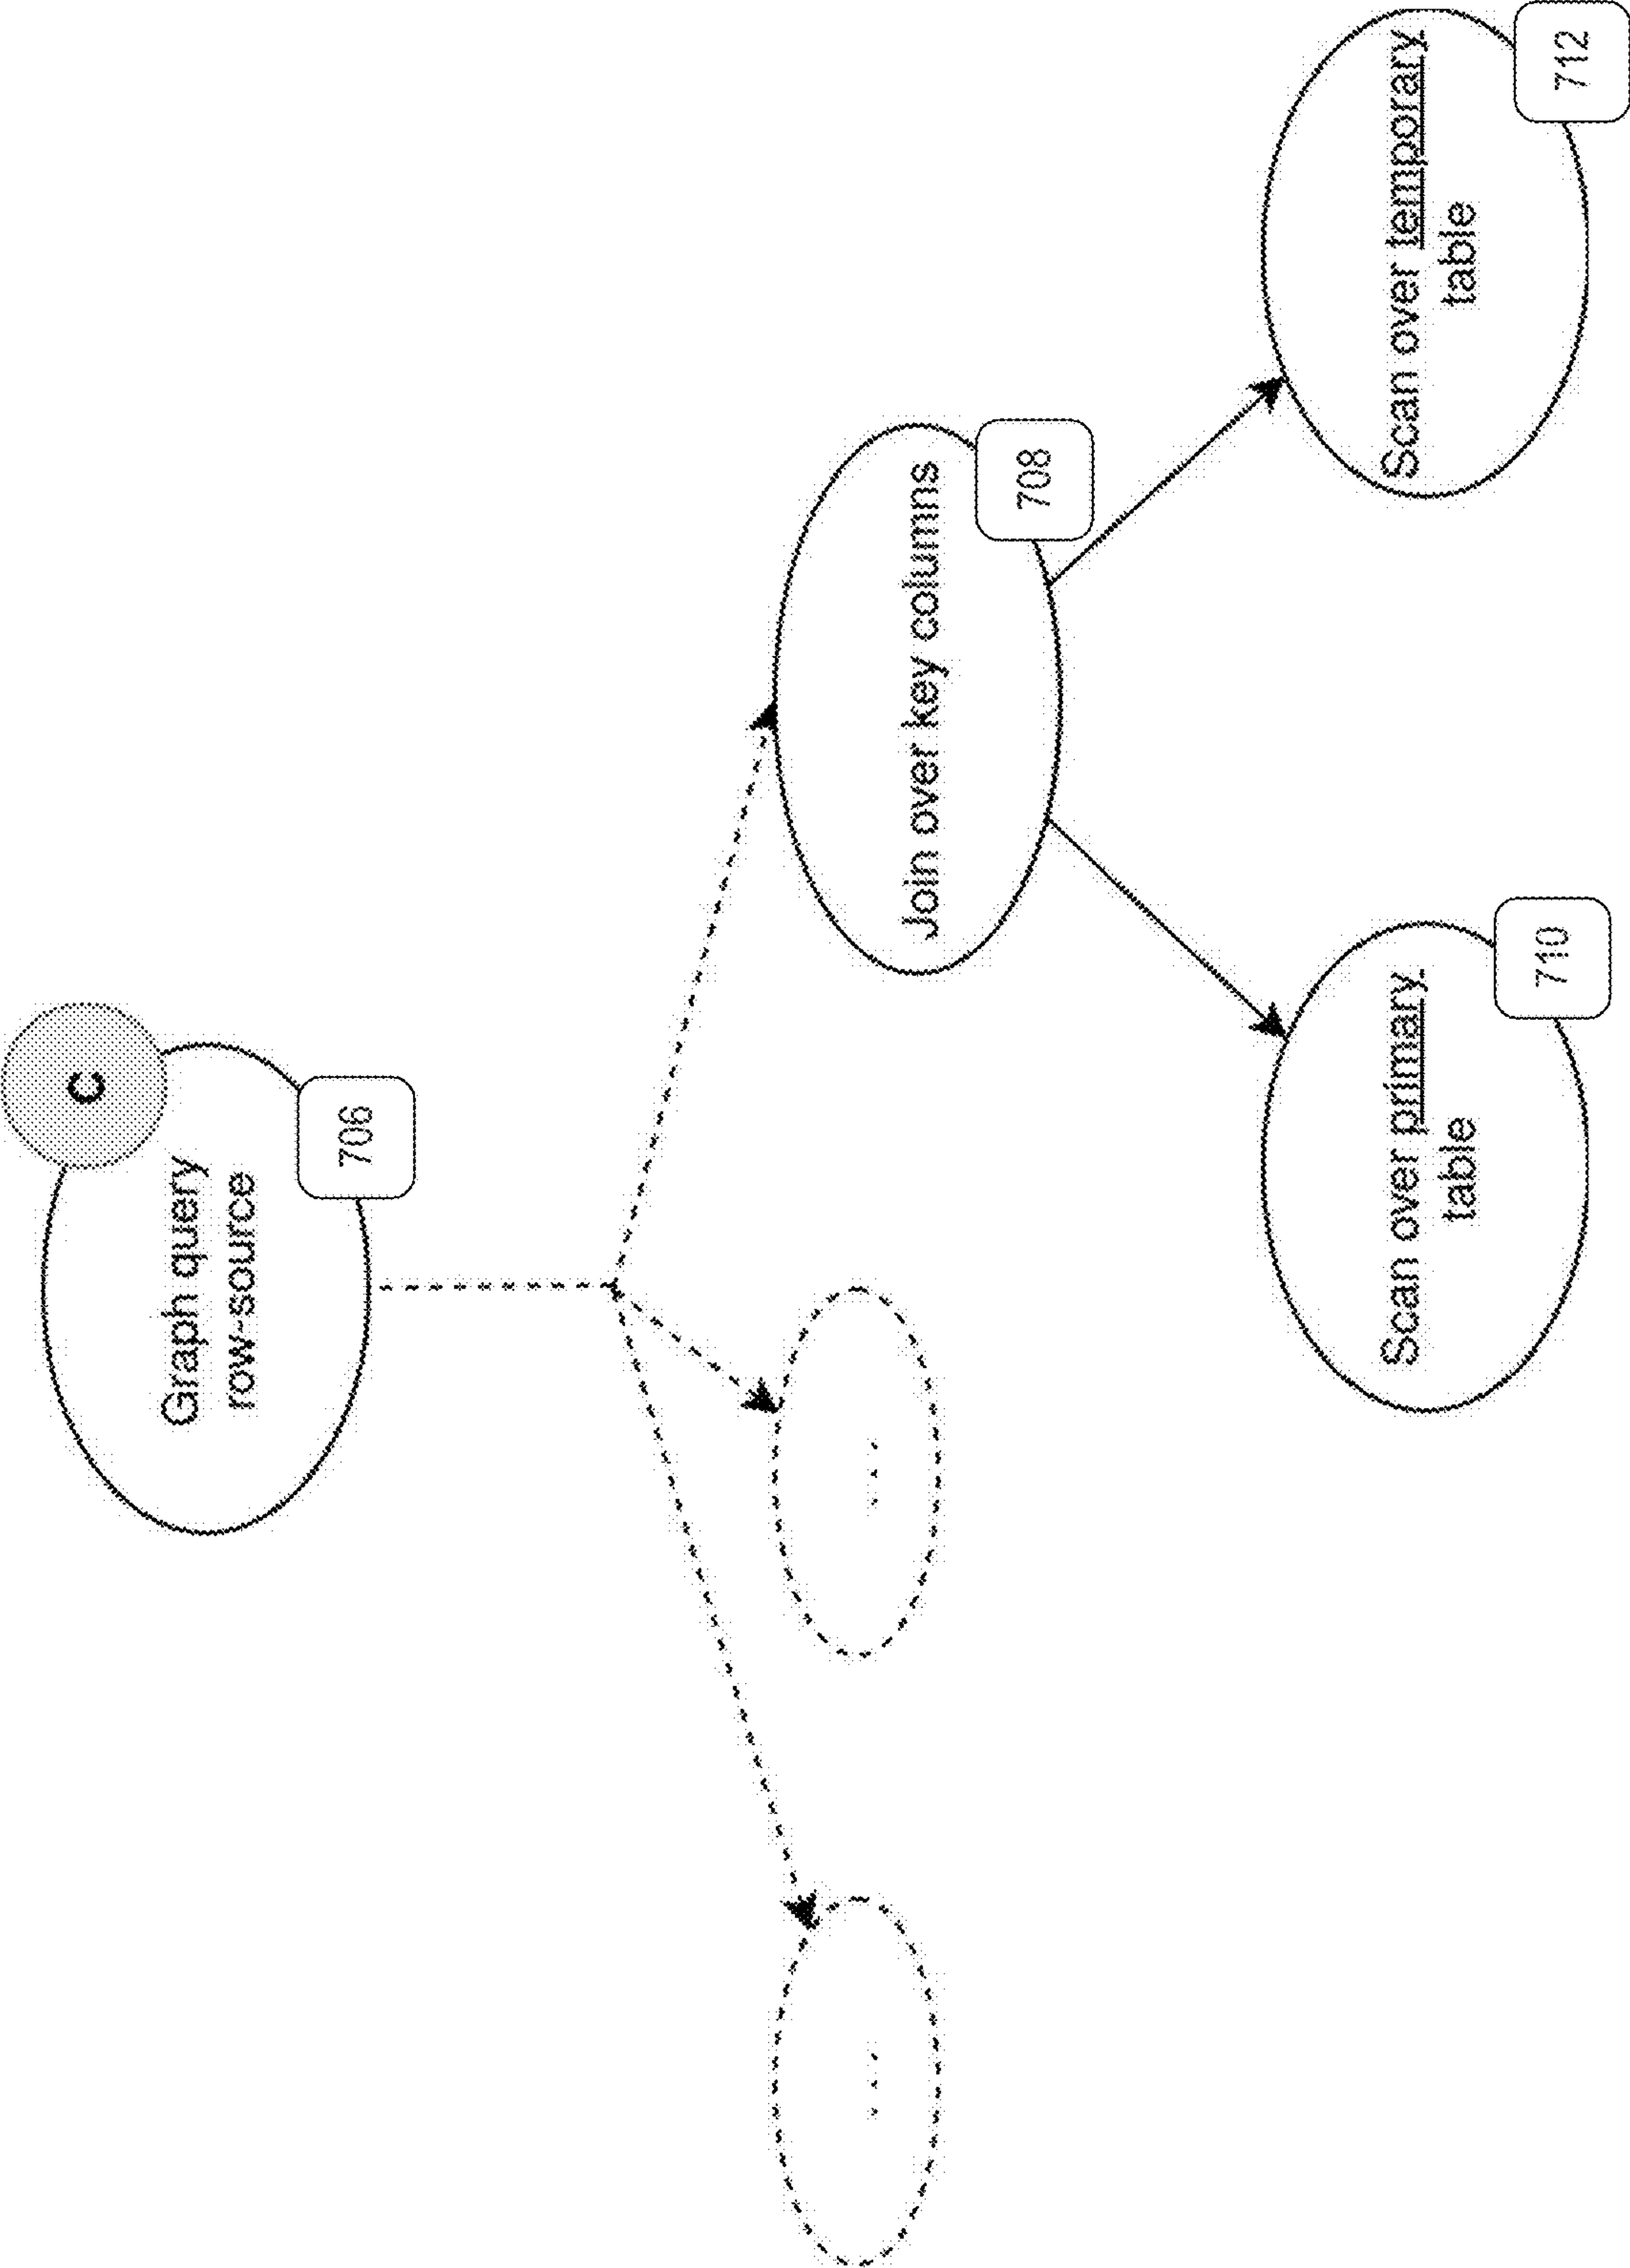 C
Graph query
row-source
706
...
...
Join over key columns
708
Scan over primary
table
710
Scan over temporary
table
712